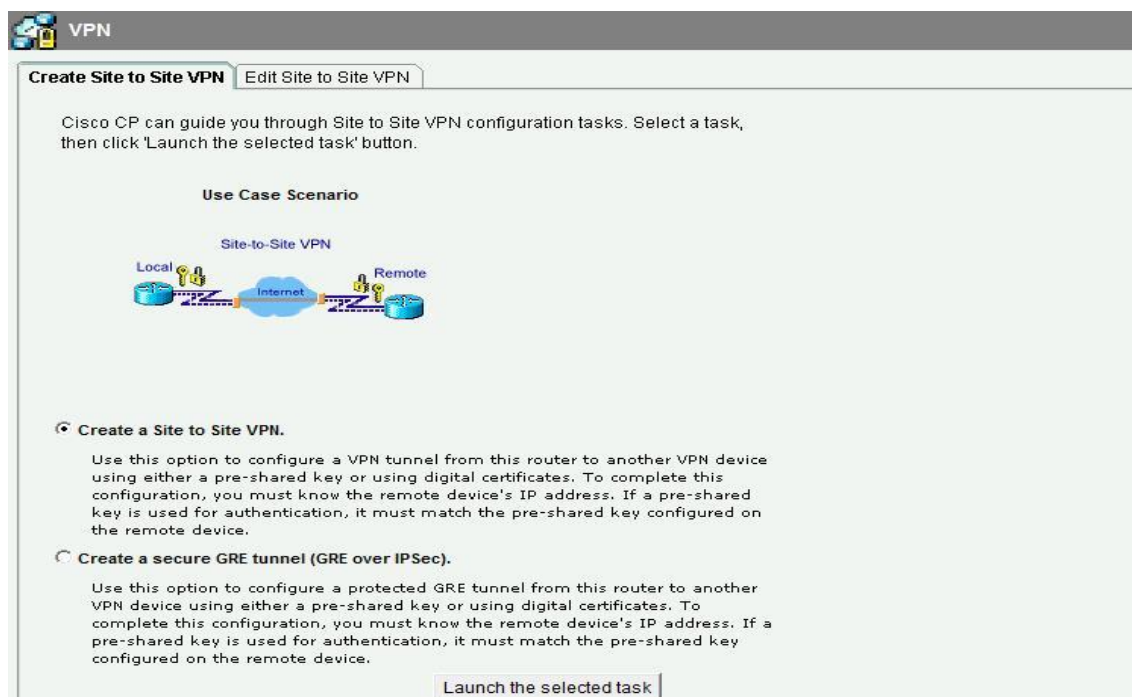 VPN
Create Site to Site VPN
Edit Site to Site VPN
Cisco CP can guide you through Site to Site VPN configuration tasks. Select a task,
then click 'Launch the selected task' button.
Use Case Scenario
Site-to-Site VPN
Local
Remote
Internet
Create a Site to Site VPN.
Use this option to configure a VPN tunnel from this router to another VPN device
using either a pre-shared key or using digital certificates. To complete this
configuration, you must know the remote device's IP address. If a pre-shared
key is used for authentication, it must match the pre-shared key configured on
the remote device.
Create a secure GRE tunnel (GRE over IPSec).
Use this option to configure a protected GRE tunnel from this router to another
VPN device using either a pre-shared key or using digital certificates. To
complete this configuration, you must know the remote device's IP address. If a
pre-shared key is used for authentication, it must match the pre-shared key
configured on the remote device.
Launch the selected task